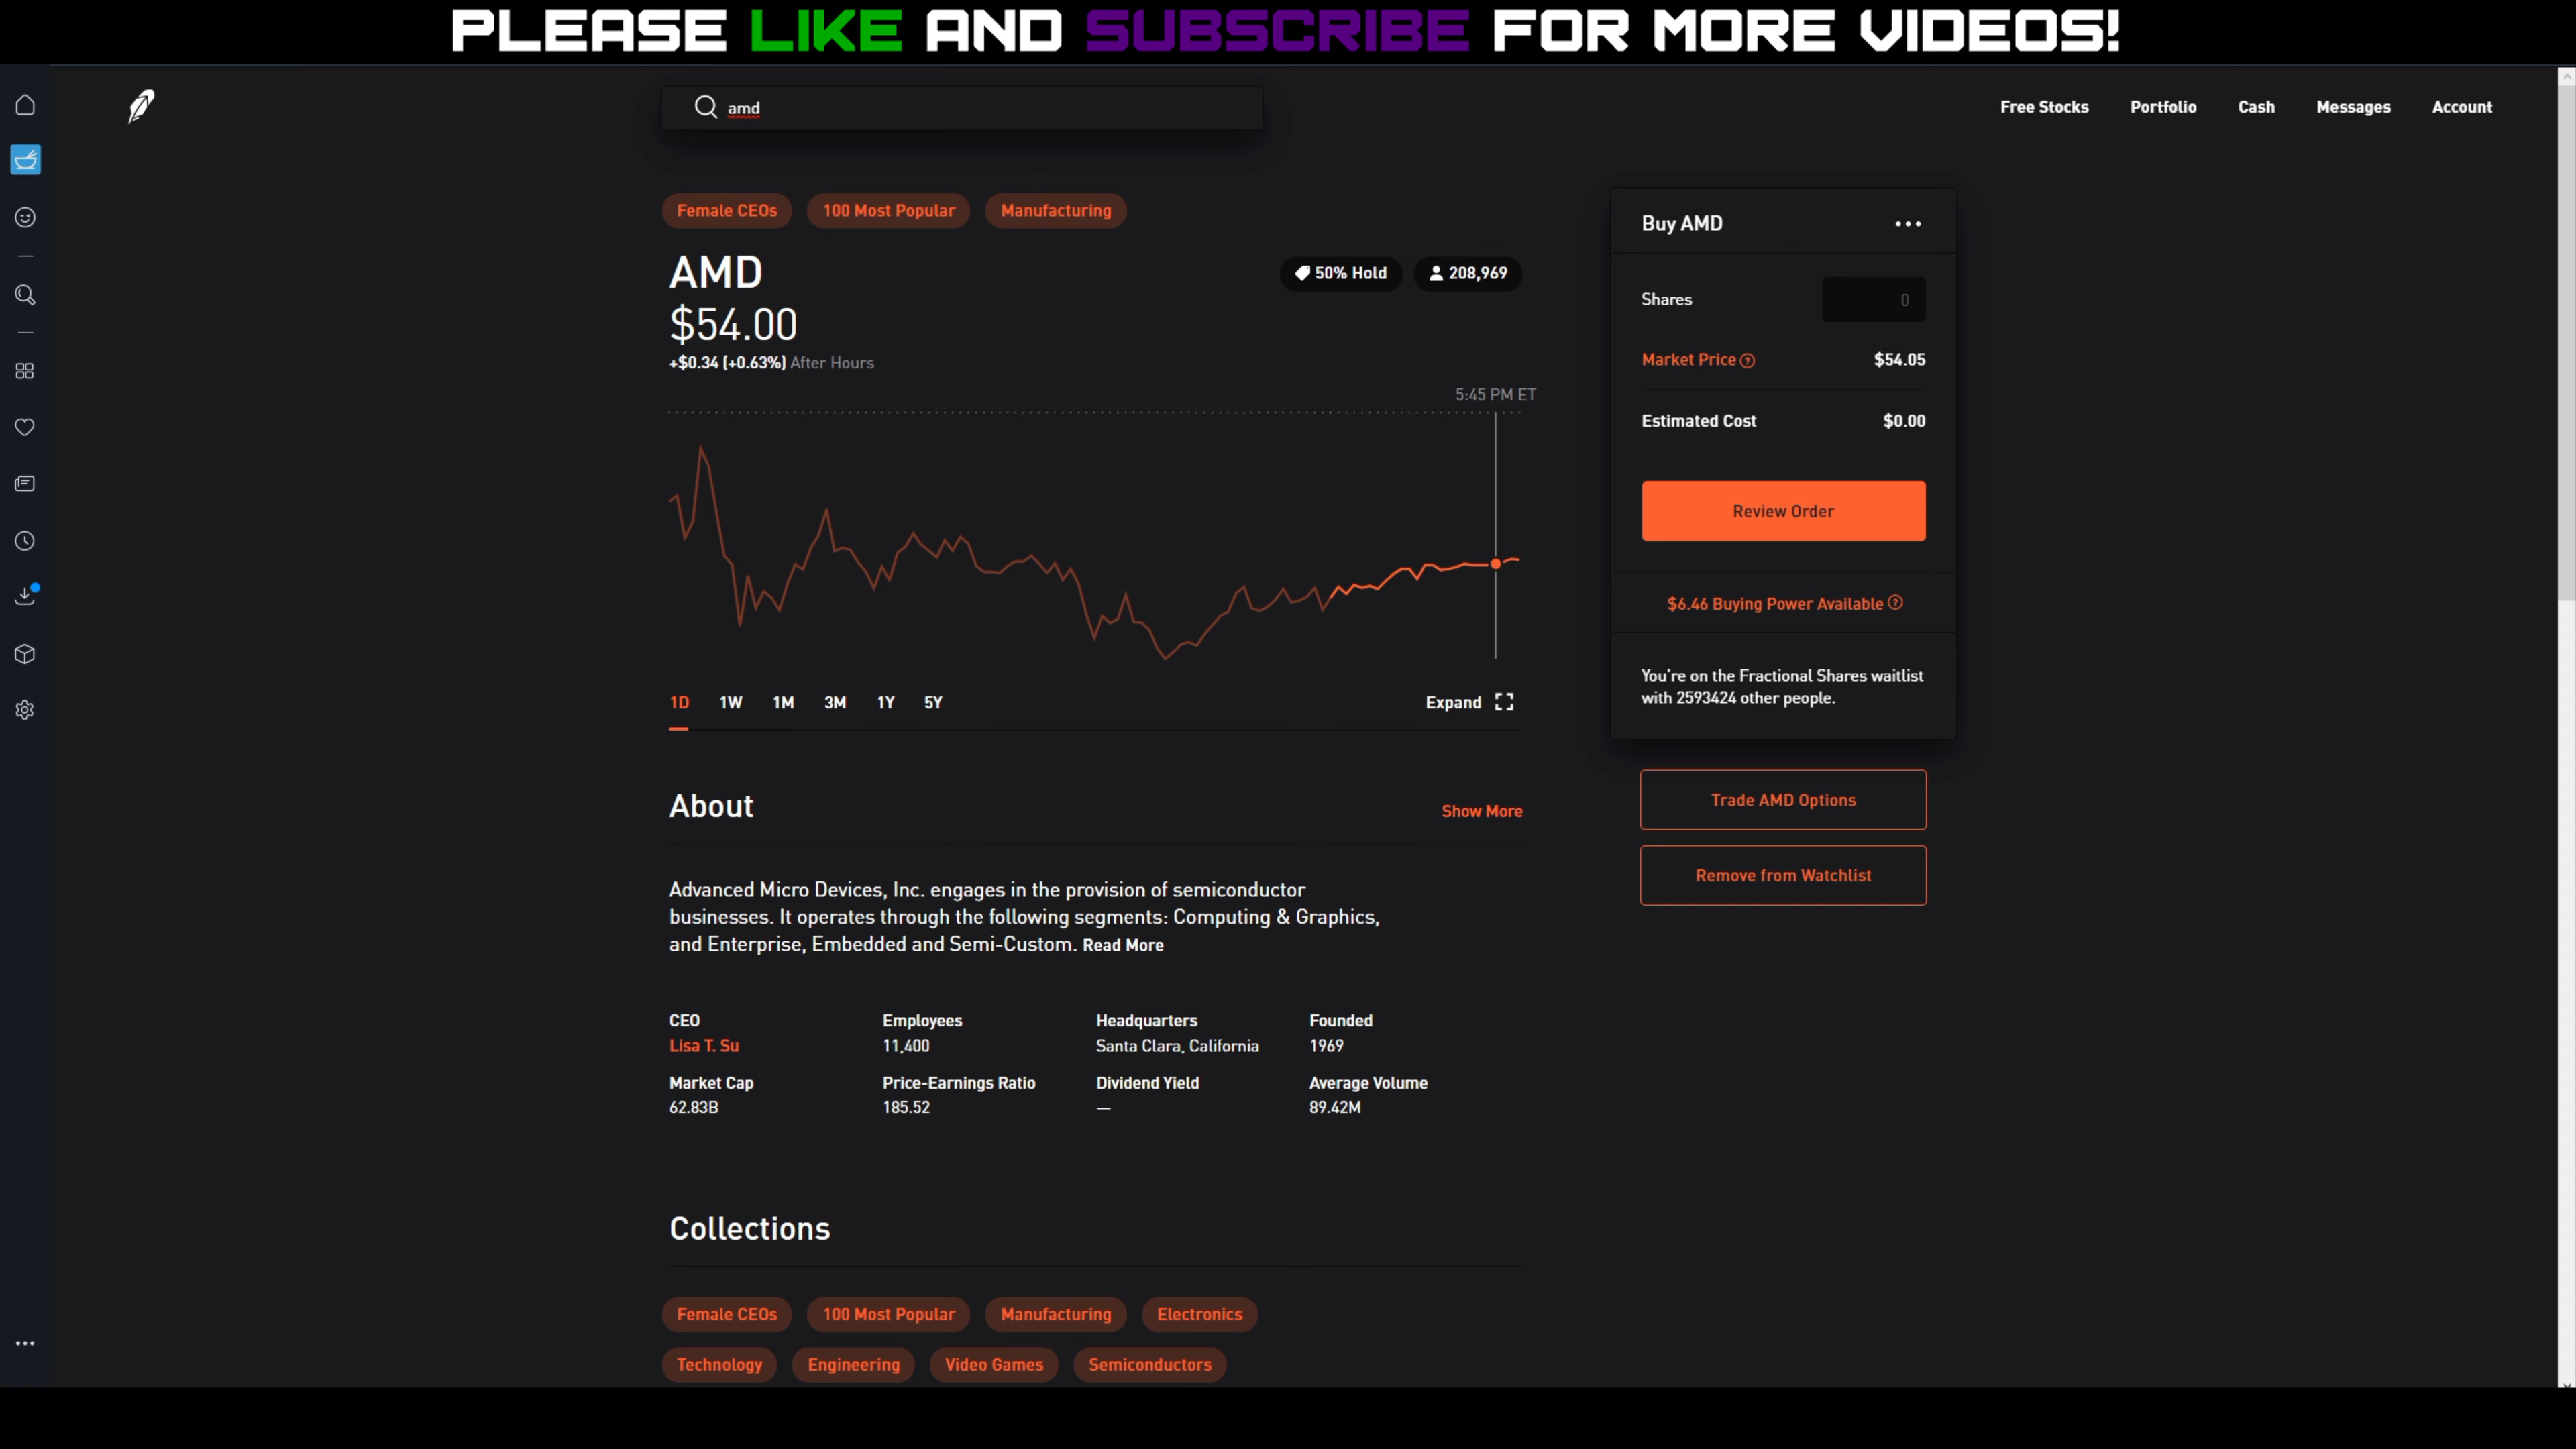 PLEASE LIKE AND SUBSCRIBE FOR MORE VIDEOS!
amd
Free Stocks Portfolio Cash Messages Account
Female CEOs 100 Most Popular Manufacturing
AMD
50% Hold 208,969
$54.00
+$0.34 (+0.63%) After Hours
5:45 PM ET
1D 1W 1M 3M 1Y 5Y
Expand
Buy AMD
Shares 0
Market Price $54.05
Estimated Cost $0.00
Review Order
$6.46 Buying Power Available
You're on the Fractional Shares waitlist
with 2593424 other people.
Trade AMD Options
Remove from Watchlist
About Show More
Advanced Micro Devices, Inc. engages in the provision of semiconductor
businesses. It operates through the following segments: Computing & Graphics,
and Enterprise, Embedded and Semi-Custom. Read More
CEO Employees Headquarters Founded
Lisa T. Su 11,400 Santa Clara, California 1969
Market Cap Price-Earnings Ratio Dividend Yield Average Volume
62.83B 185.52 — 89.42M
Collections
Female CEOs 100 Most Popular Manufacturing Electronics
Technology Engineering Video Games Semiconductors